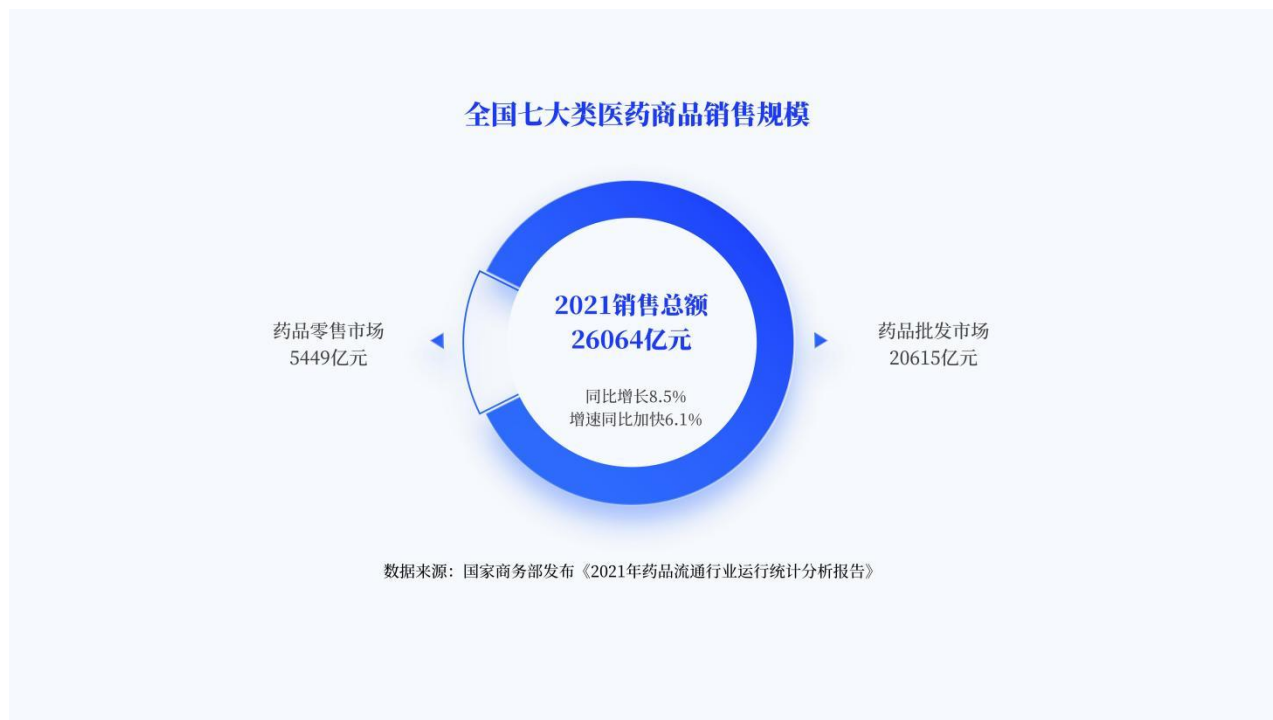 全国七大类医药商品销售规模
2021销售总额
26064亿元
同比增长8.5%
增速同比加快6.1%
药品零售市场
5449亿元
药品批发市场
20615亿元
数据来源：国家商务部发布《2021年药品流通行业运行统计分析报告》